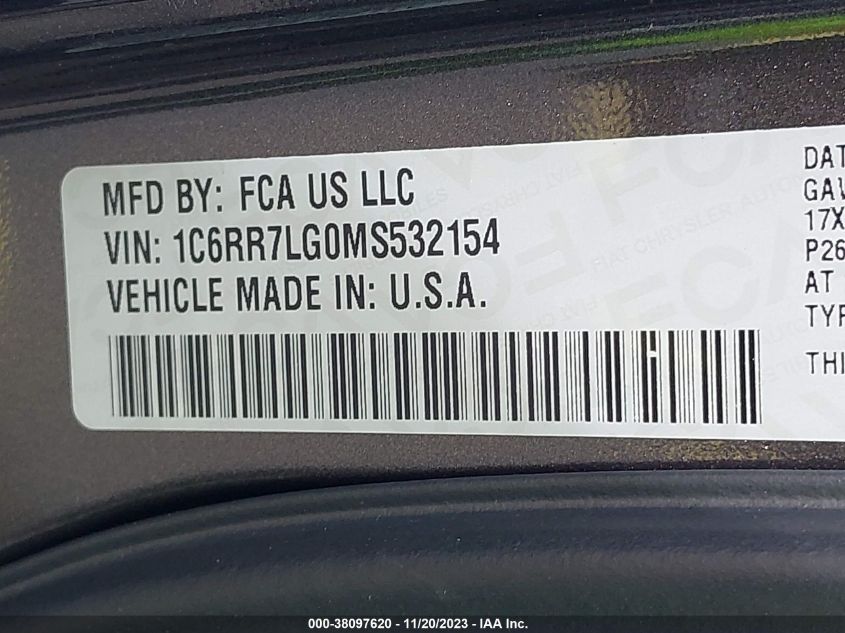 MFD BY: FCA US LLC
VIN: 1C6RR7LG0MS532154
VEHICLE MADE IN: U.S.A.
DAT
GAV
17X
P26
AT
TYP
THI
000-38097620 - 11/20/2023 - IAA Inc.